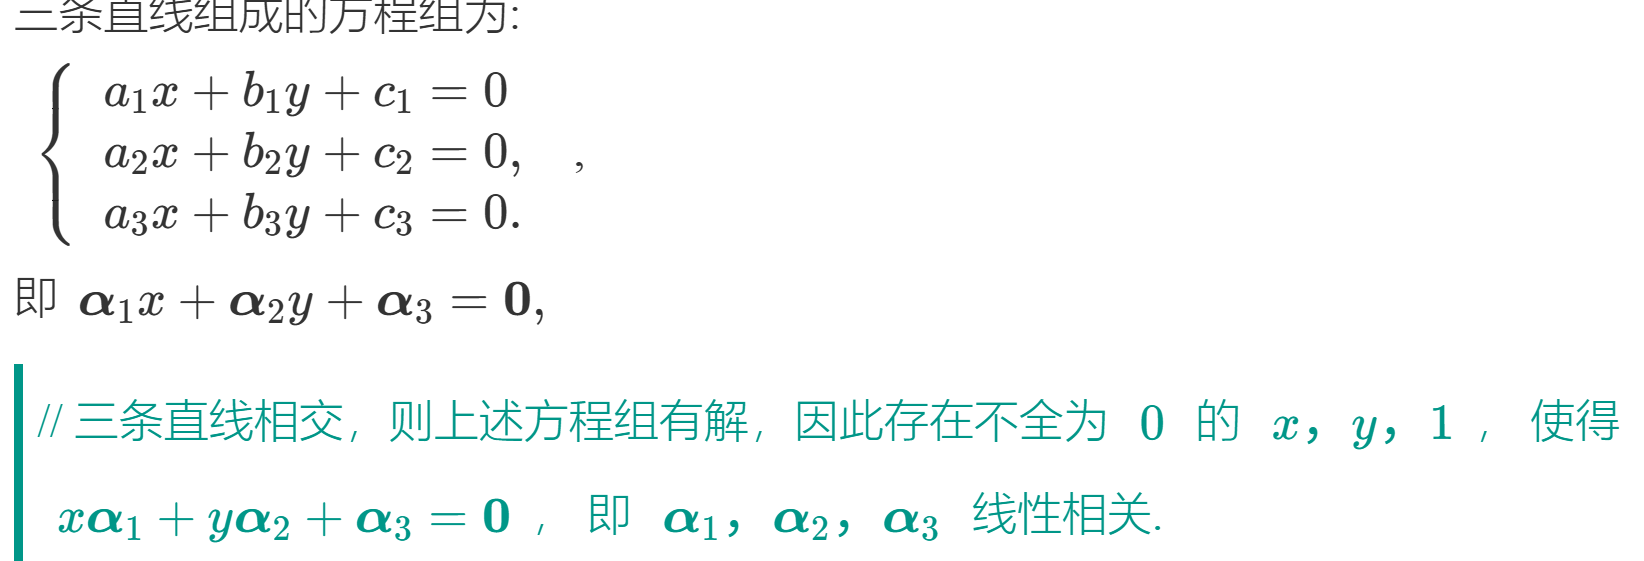 三条直线组成的方程组为:
a₁x + b₁y + c₁ = 0
a₂x + b₂y + c₂ = 0, ,
a₃x + b₃y + c₃ = 0.
即 α₁x + α₂y + α₃ = 0,
// 三条直线相交，则上述方程组有解，因此存在不全为 0 的 x, y, 1 ， 使得
xα₁ + yα₂ + α₃ = 0 ， 即 α₁, α₂, α₃ 线性相关.